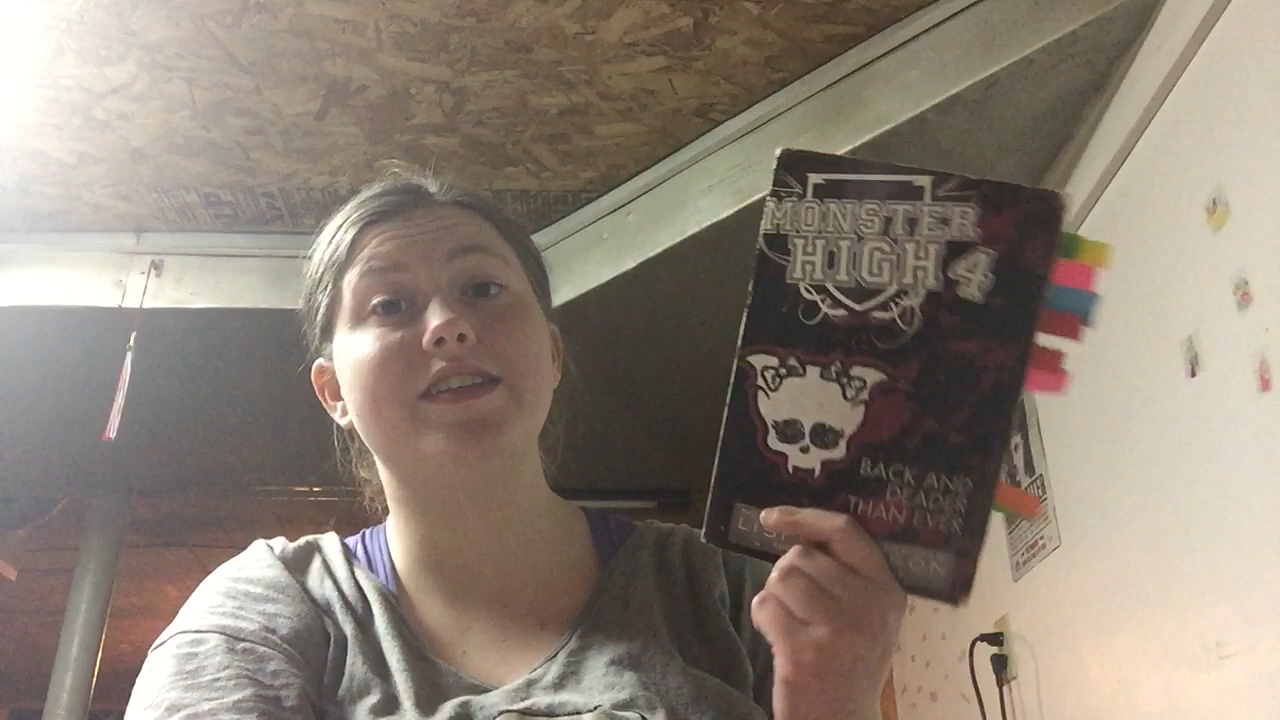 MONSTER
HIGH 4
BACK AND
DEADER
THAN EVER